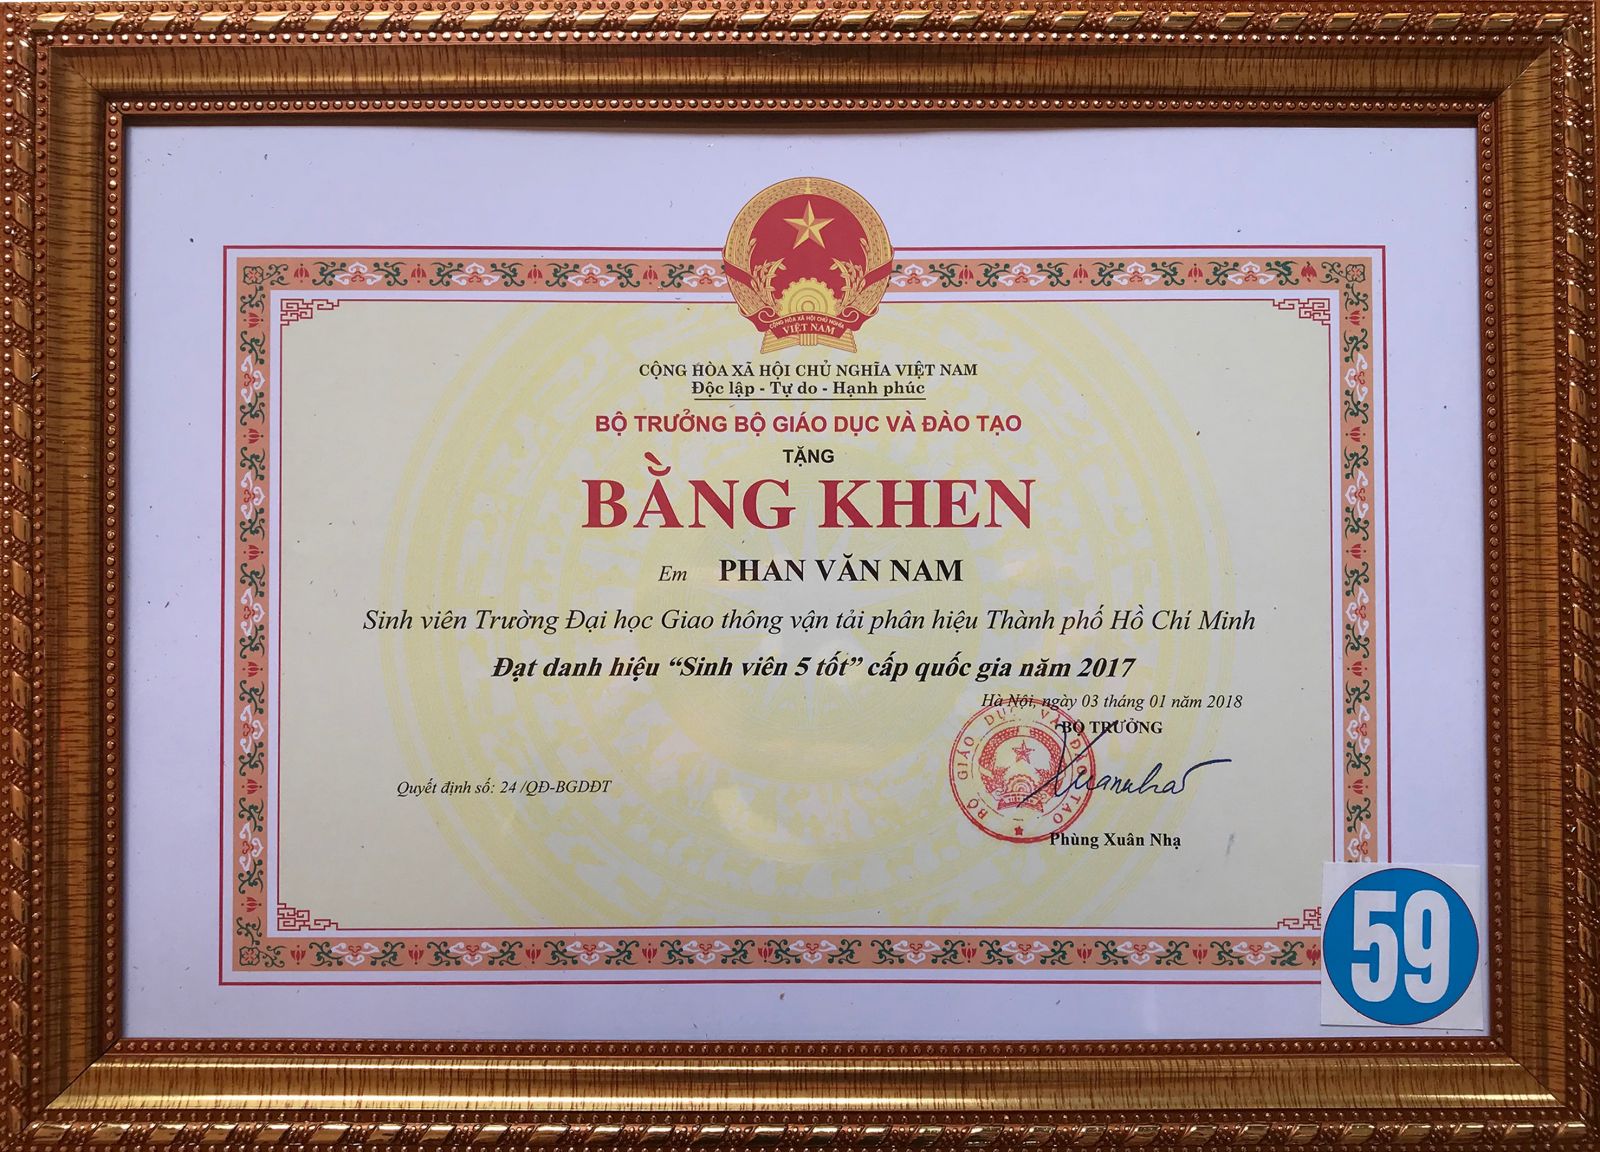 CỘNG HÒA XÃ HỘI CHỦ NGHĨA
VIỆT NAM
CỘNG HÒA XÃ HỘI CHỦ NGHĨA VIỆT NAM
Độc lập - Tự do - Hạnh phúc
BỘ TRƯỞNG BỘ GIÁO DỤC VÀ ĐÀO TẠO
TẶNG
BẰNG KHEN
Em PHAN VĂN NAM
Sinh viên Trường Đại học Giao thông vận tải phân hiệu Thành phố Hồ Chí Minh
Đạt danh hiệu “Sinh viên 5 tốt” cấp quốc gia năm 2017
Hà Nội, ngày 03 tháng 01 năm 2018
BỘ TRƯỞNG
BỘ GIÁO DỤC VÀ ĐÀO TẠO
Xuannha
Quyết định số: 24 /QĐ-BGDĐT
Phùng Xuân Nhạ
59